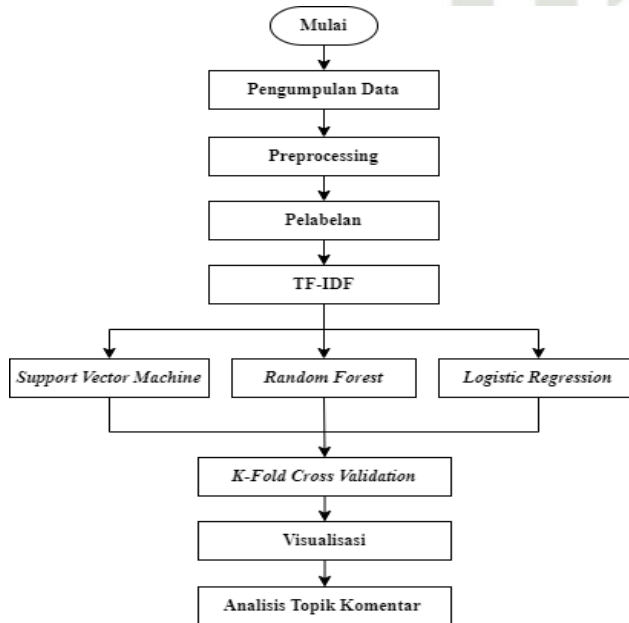 Mulai
Pengumpulan Data
Preprocessing
Pelabelan
TF-IDF
Support Vector Machine
Random Forest
Logistic Regression
K-Fold Cross Validation
Visualisasi
Analisis Topik Komentar